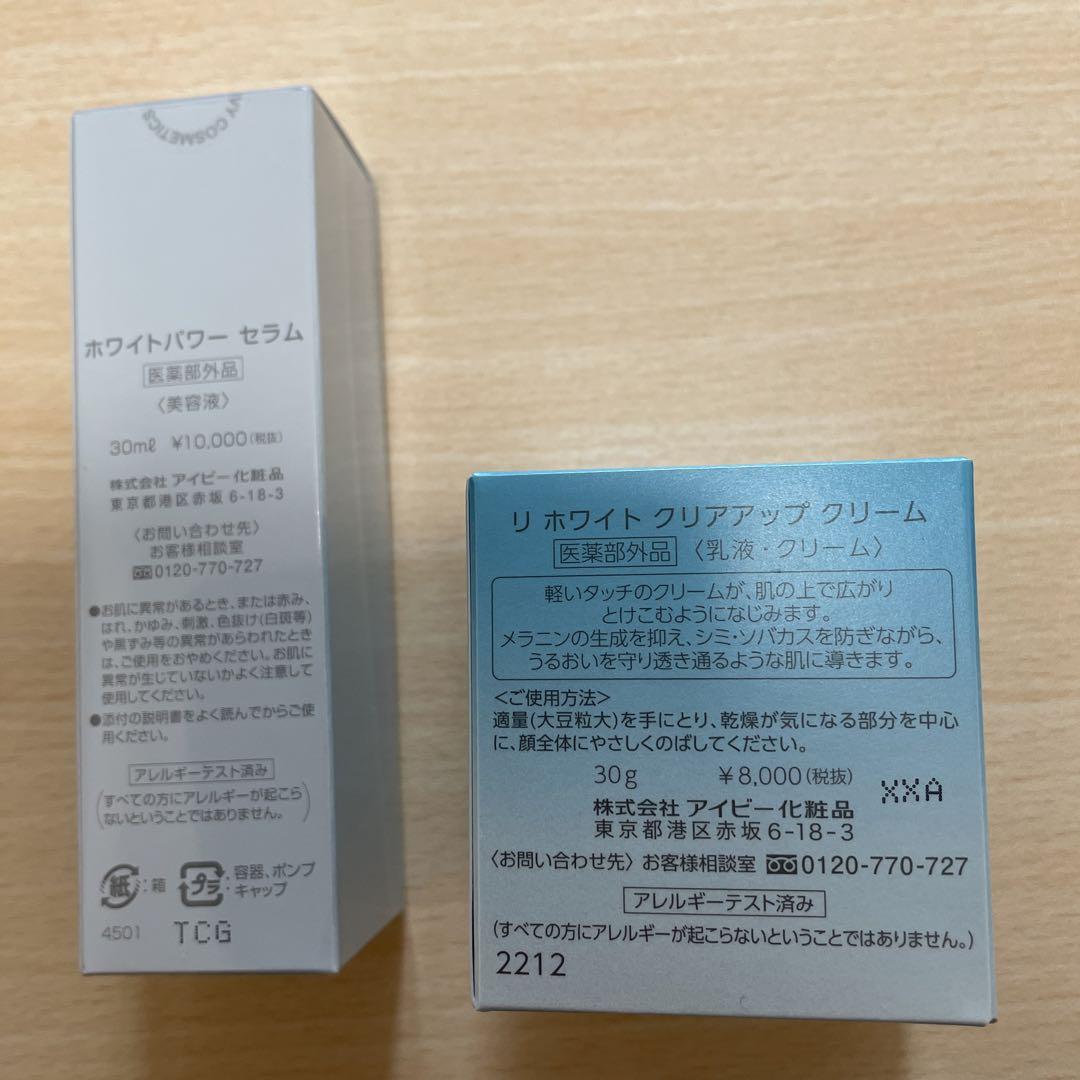 IVY COSMETICS
ホワイトパワー セラム
医薬部外品
〈美容液〉
30mℓ ¥10,000(税抜)
株式会社 アイビー化粧品
東京都港区赤坂6-18-3
〈お問い合わせ先〉
お客様相談室
0120-770-727
●お肌に異常があるとき、または赤み、
はれ、かゆみ、刺激、色抜け(白斑等)
や黒ずみ等の異常があらわれたとき
は、ご使用をおやめください。お肌に
異常が生じていないかよく注意して
使用してください。
●添付の説明書をよく読んでからご使
用ください。
アレルギーテスト済み
(すべての方にアレルギーが起こら
ないということではありません。)
紙:箱 プラ:容器、ポンプ
キャップ
4501 TCG
リ ホワイト クリアアップ クリーム
医薬部外品 〈乳液・クリーム〉
軽いタッチのクリームが、肌の上で広がり
とけこむようになじみます。
メラニンの生成を抑え、シミ・ソバカスを防ぎながら、
うるおいを守り透き通るような肌に導きます。
<ご使用方法>
適量(大豆粒大)を手にとり、乾燥が気になる部分を中心
に、顔全体にやさしくのばしてください。
30g ¥8,000(税抜)
XXA
株式会社 アイビー化粧品
東京都港区赤坂6-18-3
〈お問い合わせ先〉お客様相談室 0120-770-727
アレルギーテスト済み
(すべての方にアレルギーが起こらないということではありません。)
2212